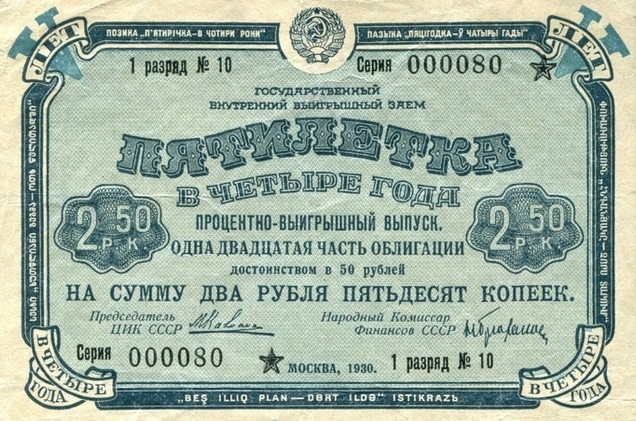 ПОЗИКА „П'ЯТИРІЧКА-В ЧОТИРИ РОКИ"
ПАЗЫКА „ПЯЦІГОДКА-Ў ЧАТЫРЫ ГАДЫ"
V ЛЕТ
ЛЕТ V
1 разряд № 10
Серия 000080
ГОСУДАРСТВЕННЫЙ
ВНУТРЕННИЙ ВЫИГРЫШНЫЙ ЗАЕМ
ПЯТИЛЕТКА
В ЧЕТЫРЕ ГОДА
2 50
Р. К.
2 50
Р. К.
ПРОЦЕНТНО-ВЫИГРЫШНЫЙ ВЫПУСК.
ОДНА ДВАДЦАТАЯ ЧАСТЬ ОБЛИГАЦИИ
ДОСТОИНСТВОМ В 50 РУБЛЕЙ
НА СУММУ ДВА РУБЛЯ ПЯТЬДЕСЯТ КОПЕЕК.
Председатель
ЦИК СССР
Народный Комиссар
Финансов СССР
Серия 000080
МОСКВА, 1930.
1 разряд № 10
В ЧЕТЫРЕ ГОДА
В ЧЕТЫРЕ ГОДА
„BEŞ ILLIQ PLAN — DƏRT ILDƏ" ISTIKRAZЬ